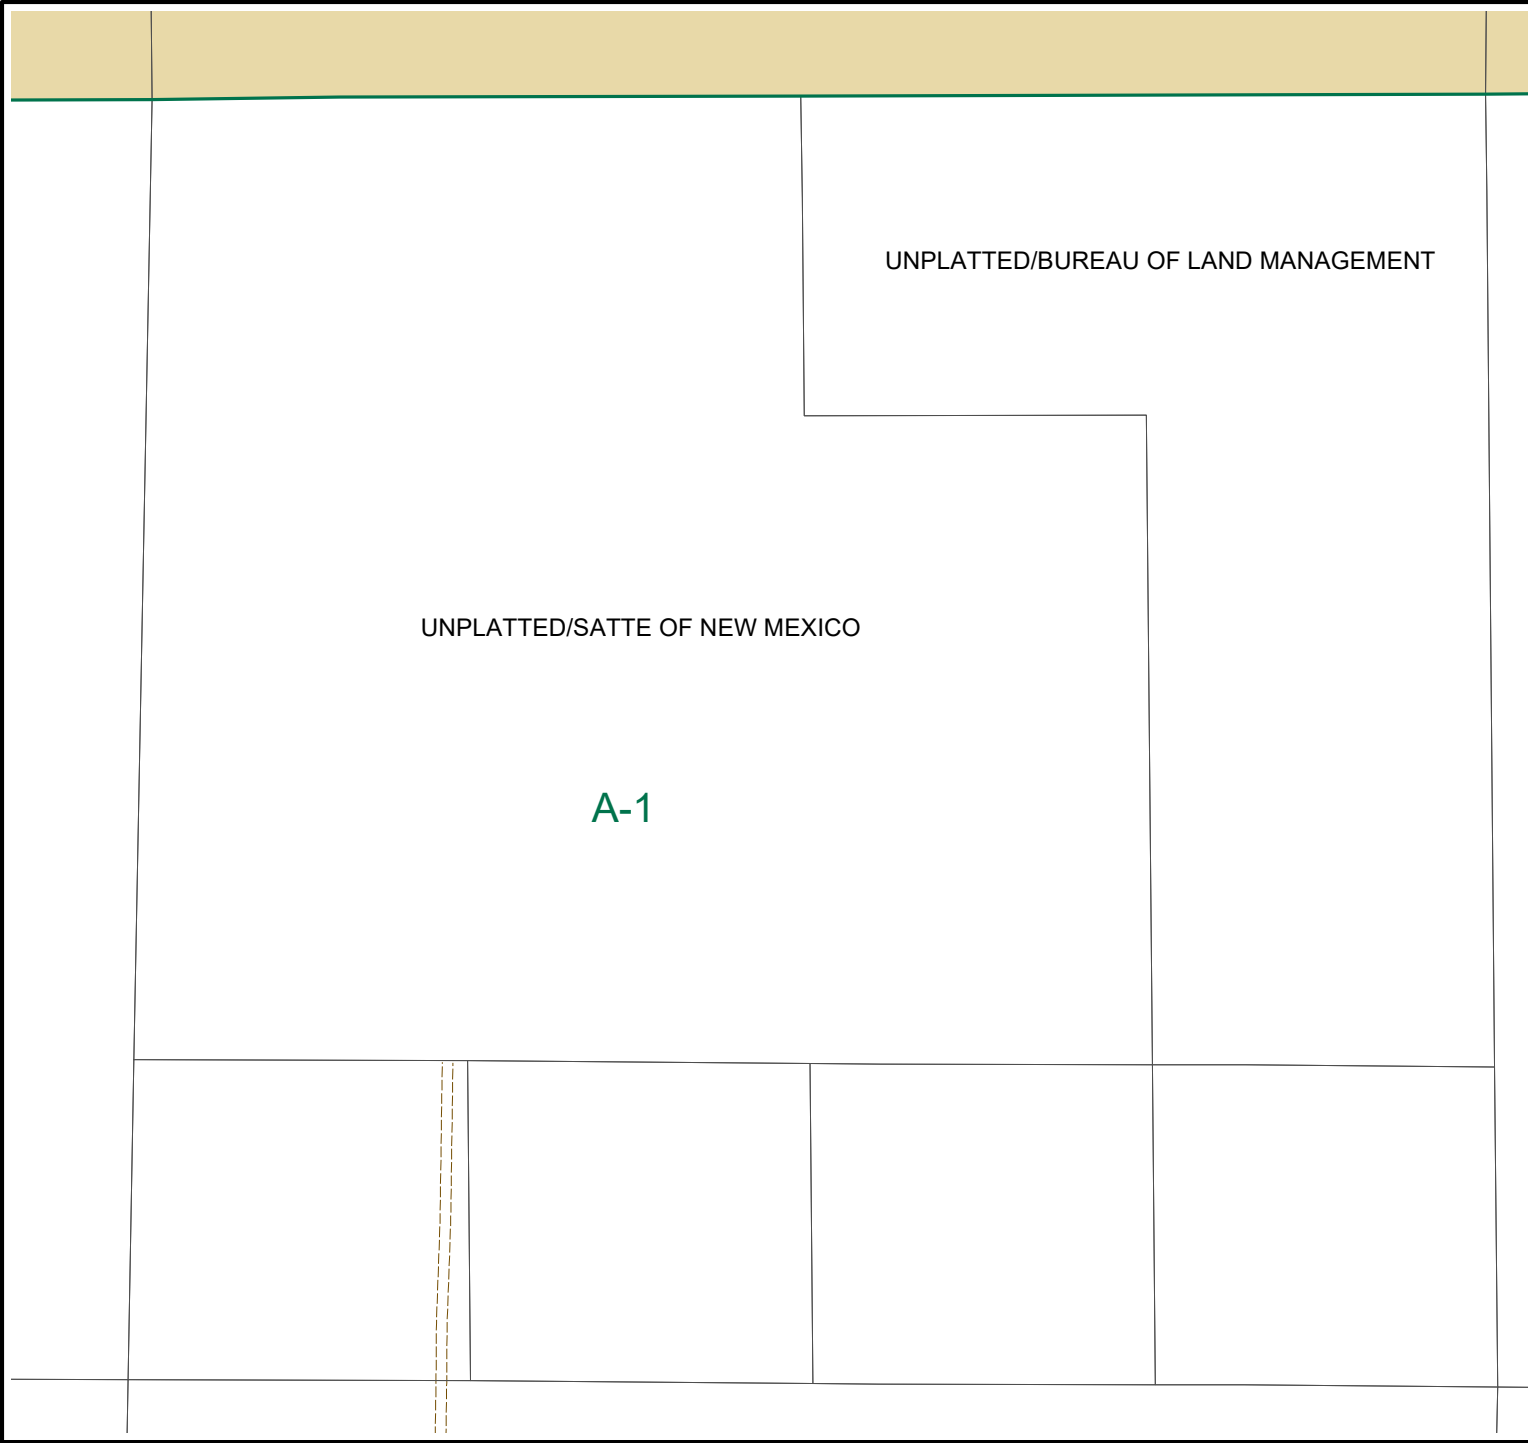 UNPLATTED/BUREAU OF LAND MANAGEMENT
UNPLATTED/SATTE OF NEW MEXICO
A-1